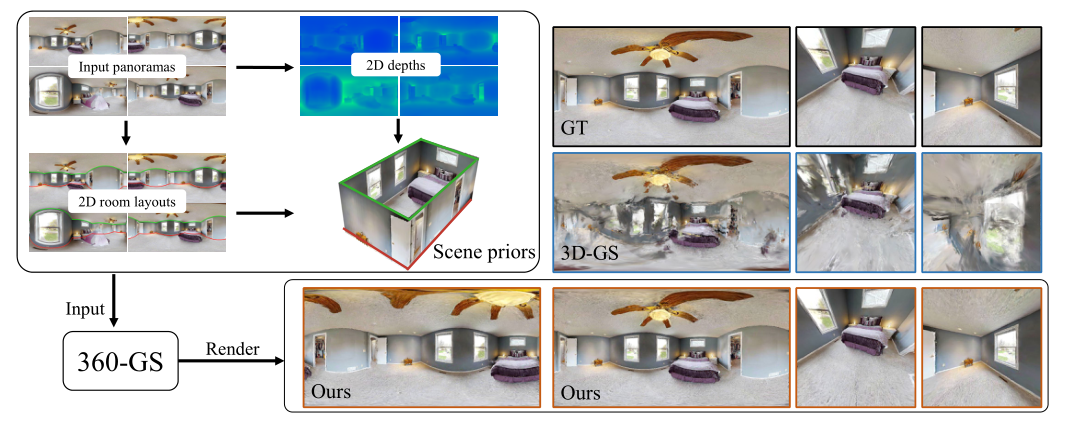 Input panoramas
2D depths
2D room layouts
Scene priors
GT
3D-GS
Input
360-GS
Render
Ours
Ours